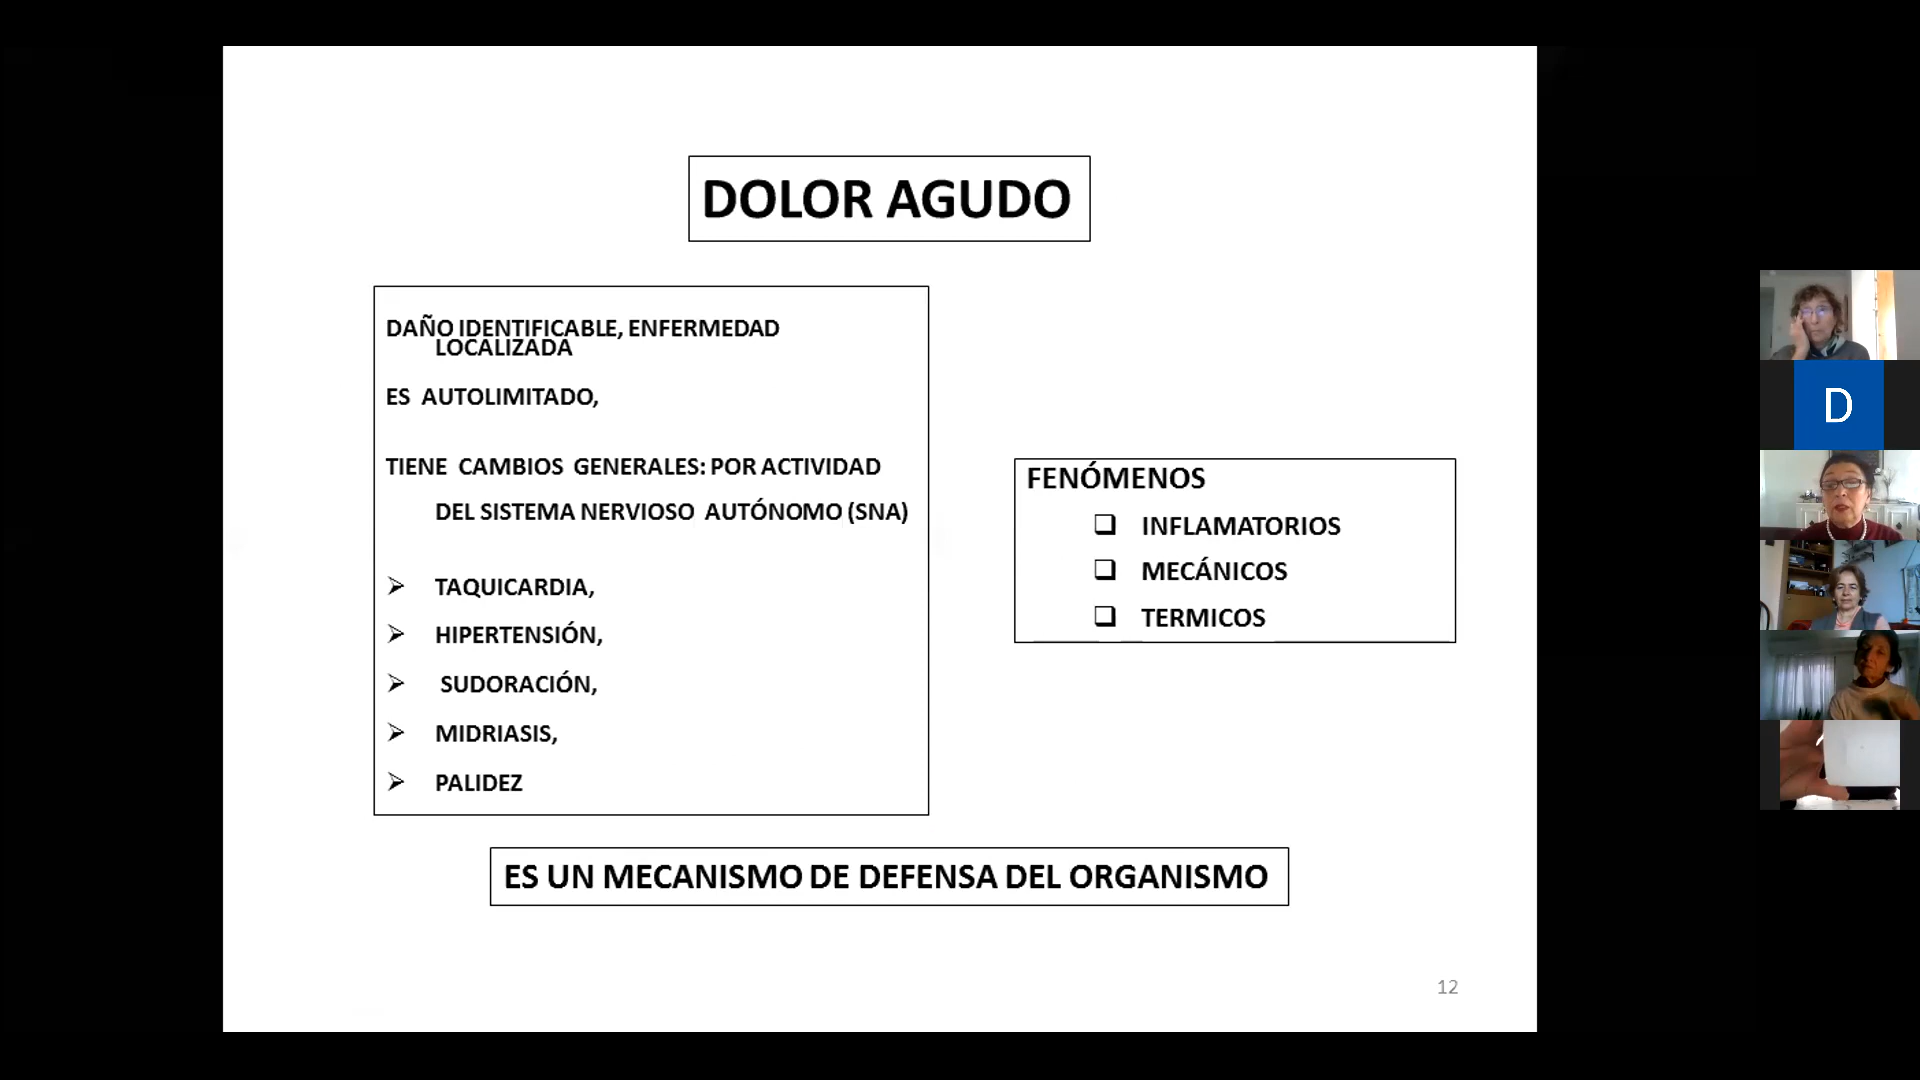 DOLOR AGUDO
DAÑO IDENTIFICABLE, ENFERMEDAD
LOCALIZADA
ES AUTOLIMITADO,
TIENE CAMBIOS GENERALES: POR ACTIVIDAD
DEL SISTEMA NERVIOSO AUTÓNOMO (SNA)
TAQUICARDIA,
HIPERTENSIÓN,
SUDORACIÓN,
MIDRIASIS,
PALIDEZ
FENÓMENOS
INFLAMATORIOS
MECÁNICOS
TERMICOS
ES UN MECANISMO DE DEFENSA DEL ORGANISMO
12
D